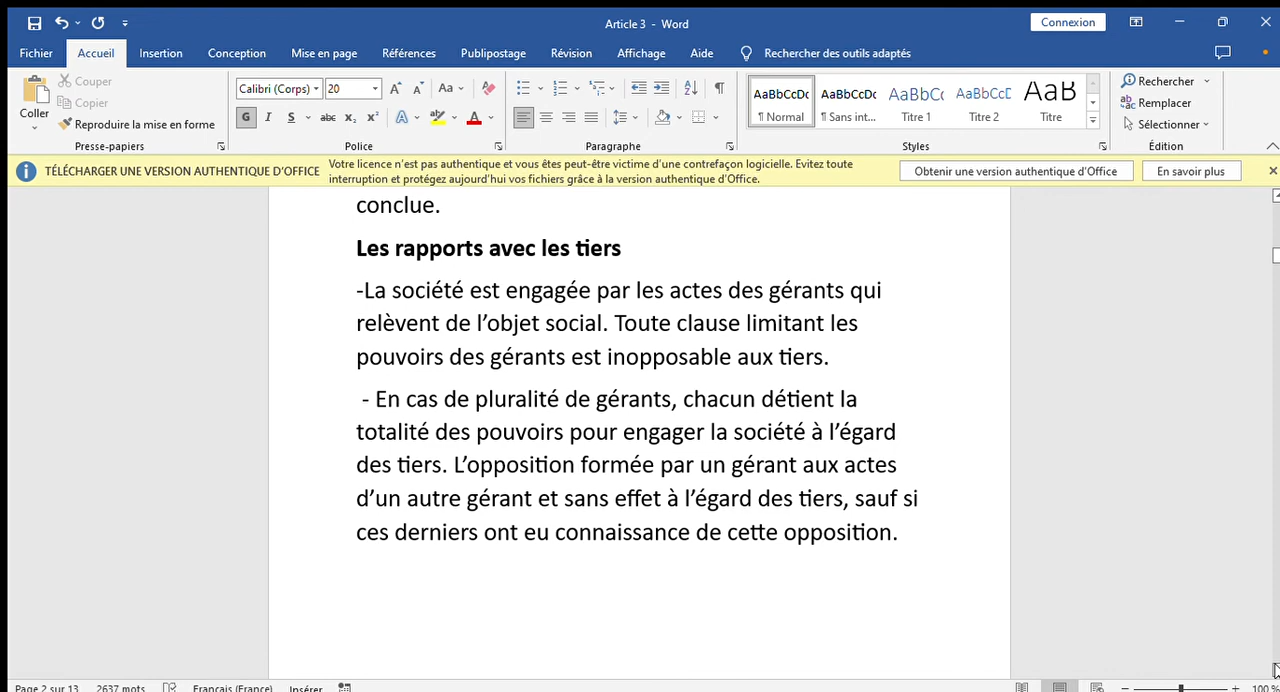 Article 3 - Word
Connexion
Fichier Accueil Insertion Conception Mise en page Références Publipostage Révision Affichage Aide Rechercher des outils adaptés
Coller
Couper
Copier
Reproduire la mise en forme
Presse-papiers
Calibri (Corps) 20
Aa
G I S abc x₂ x²
Police
Paragraphe
AaBbCcDc AaBbCcDc AaBbCc AaBbCcD AaB
¶ Normal ¶ Sans int... Titre 1 Titre 2 Titre
Styles
Rechercher
Remplacer
Sélectionner
Édition
TÉLÉCHARGER UNE VERSION AUTHENTIQUE D'OFFICE
Votre licence n'est pas authentique et vous êtes peut-être victime d'une contrefaçon logicielle. Evitez toute
interruption et protégez aujourd'hui vos fichiers grâce à la version authentique d'Office.
Obtenir une version authentique d'Office
En savoir plus
conclue.
Les rapports avec les tiers
-La société est engagée par les actes des gérants qui
relèvent de l’objet social. Toute clause limitant les
pouvoirs des gérants est inopposable aux tiers.
- En cas de pluralité de gérants, chacun détient la
totalité des pouvoirs pour engager la société à l’égard
des tiers. L’opposition formée par un gérant aux actes
d’un autre gérant et sans effet à l’égard des tiers, sauf si
ces derniers ont eu connaissance de cette opposition.
Page 2 sur 13 2637 mots Français (France) Insérer 100 %